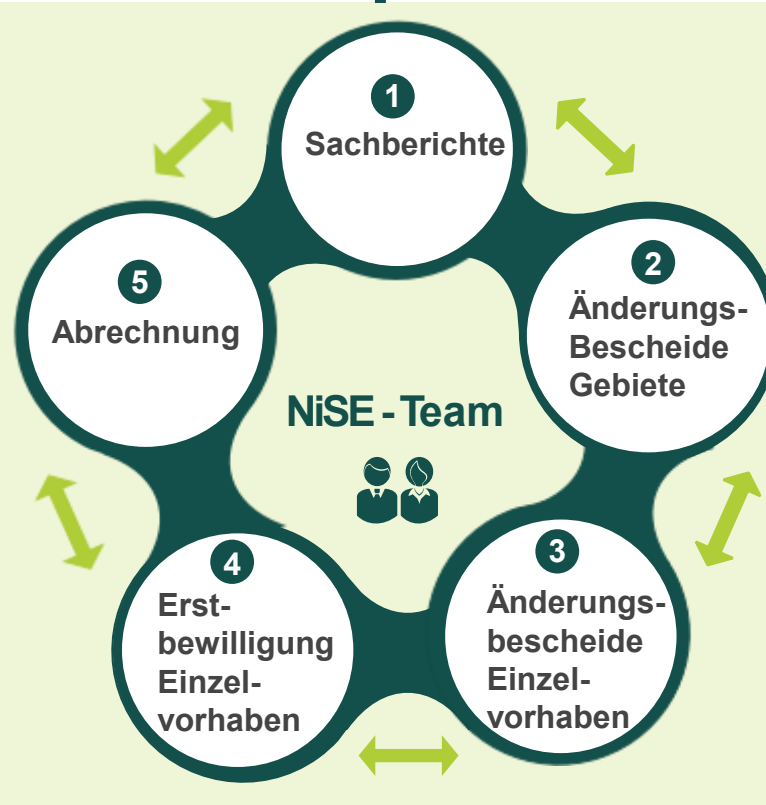 1
Sachberichte
2
Änderungs-
Bescheide
Gebiete
3
Änderungs-
bescheide
Einzel-
vorhaben
4
Erst-
bewilligung
Einzel-
vorhaben
5
Abrechnung
NiSE - Team